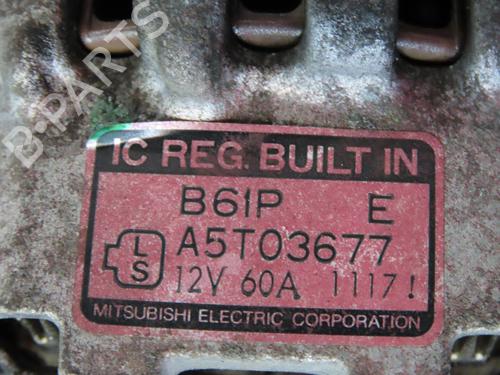 B-PARTS
IC REG. BUILT IN
B61P E
A5T03677
L
S
12V 60A 1117!
MITSUBISHI ELECTRIC CORPORATION